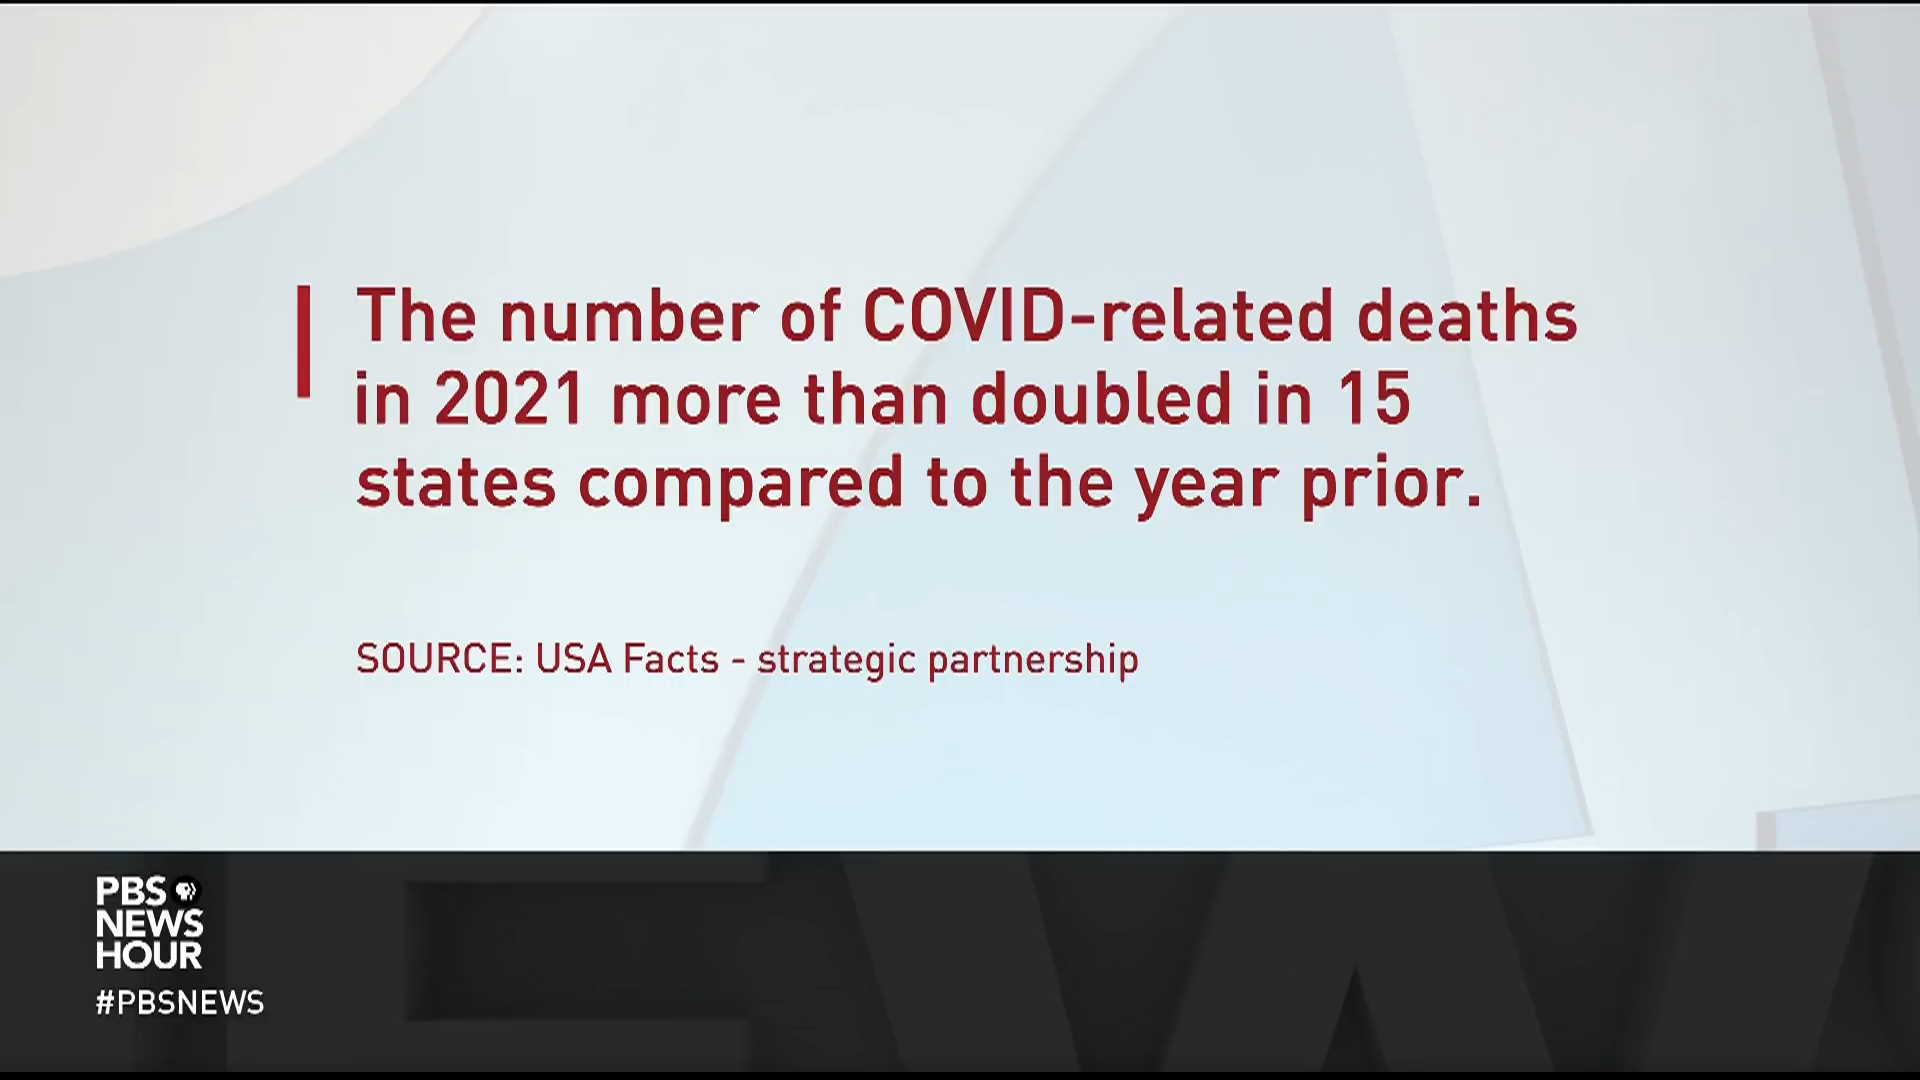 The number of COVID-related deaths
in 2021 more than doubled in 15
states compared to the year prior.
SOURCE: USA Facts - strategic partnership
PBS
NEWS
HOUR
#PBSNEWS